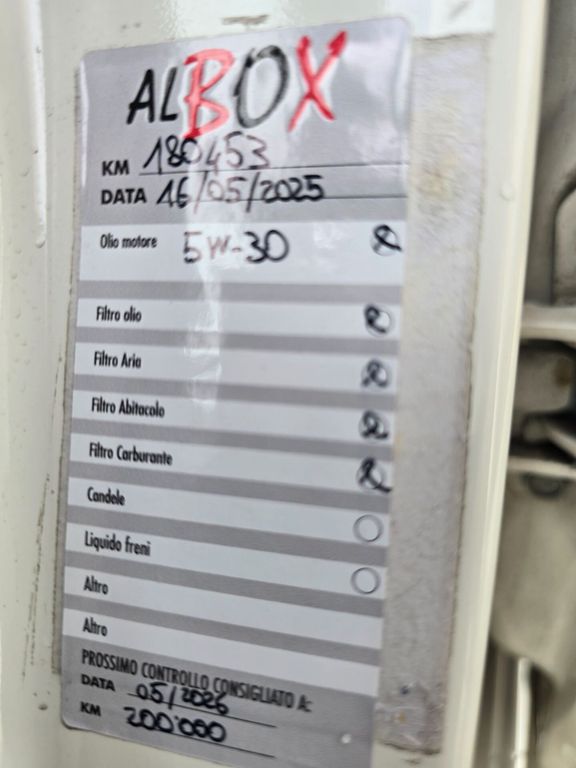 ALBOX
KM 180453
DATA 16/05/2025
Olio motore 5W-30
Filtro olio
Filtro Aria
Filtro Abitacolo
Filtro Carburante
Candele
Liquido freni
Altro
Altro
PROSSIMO CONTROLLO CONSIGLIATO A:
DATA 05/2026
KM 200'000